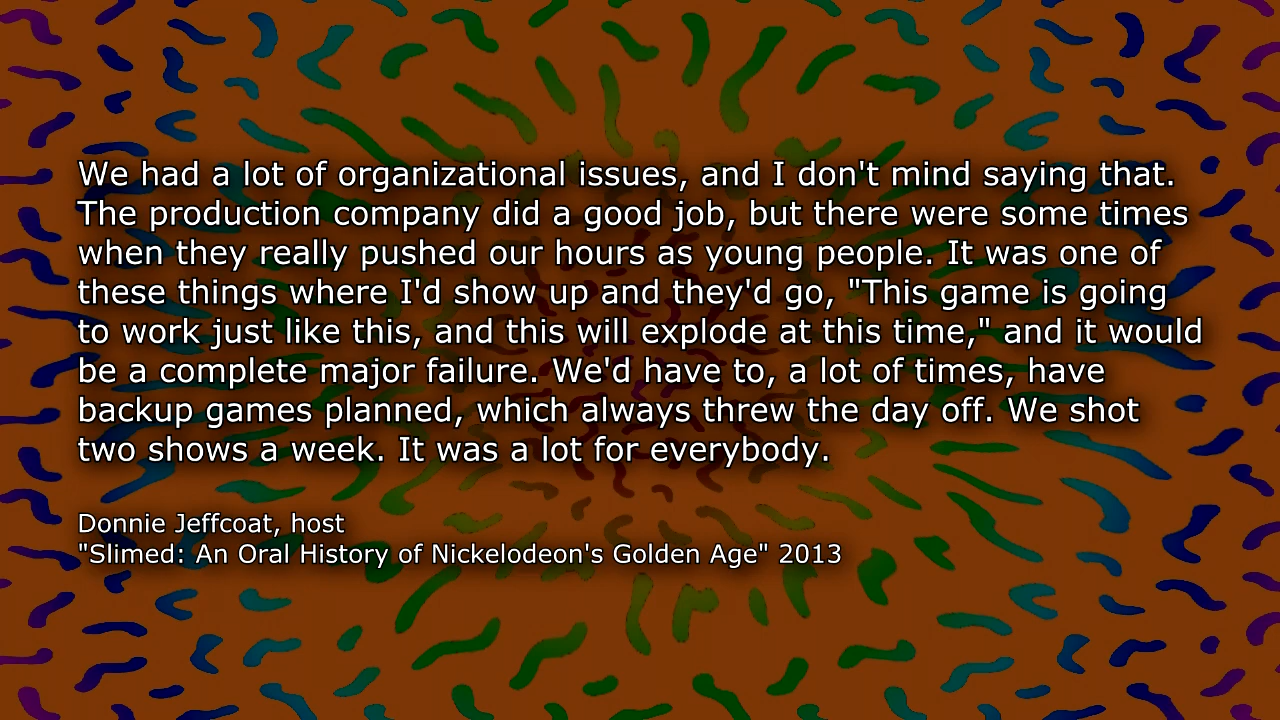 We had a lot of organizational issues, and I don't mind saying that.
The production company did a good job, but there were some times
when they really pushed our hours as young people. It was one of
these things where I'd show up and they'd go, "This game is going
to work just like this, and this will explode at this time," and it would
be a complete major failure. We'd have to, a lot of times, have
backup games planned, which always threw the day off. We shot
two shows a week. It was a lot for everybody.
Donnie Jeffcoat, host
"Slimed: An Oral History of Nickelodeon's Golden Age" 2013